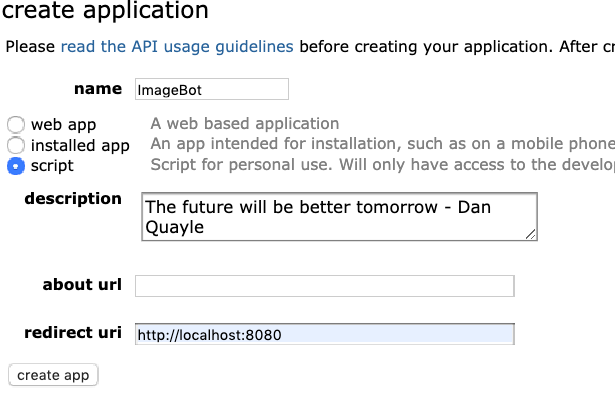 create application
Please read the API usage guidelines before creating your application. After cr
name ImageBot
web app A web based application
installed app An app intended for installation, such as on a mobile phone
script Script for personal use. Will only have access to the develo
description The future will be better tomorrow - Dan
Quayle
about url
redirect uri http://localhost:8080
create app